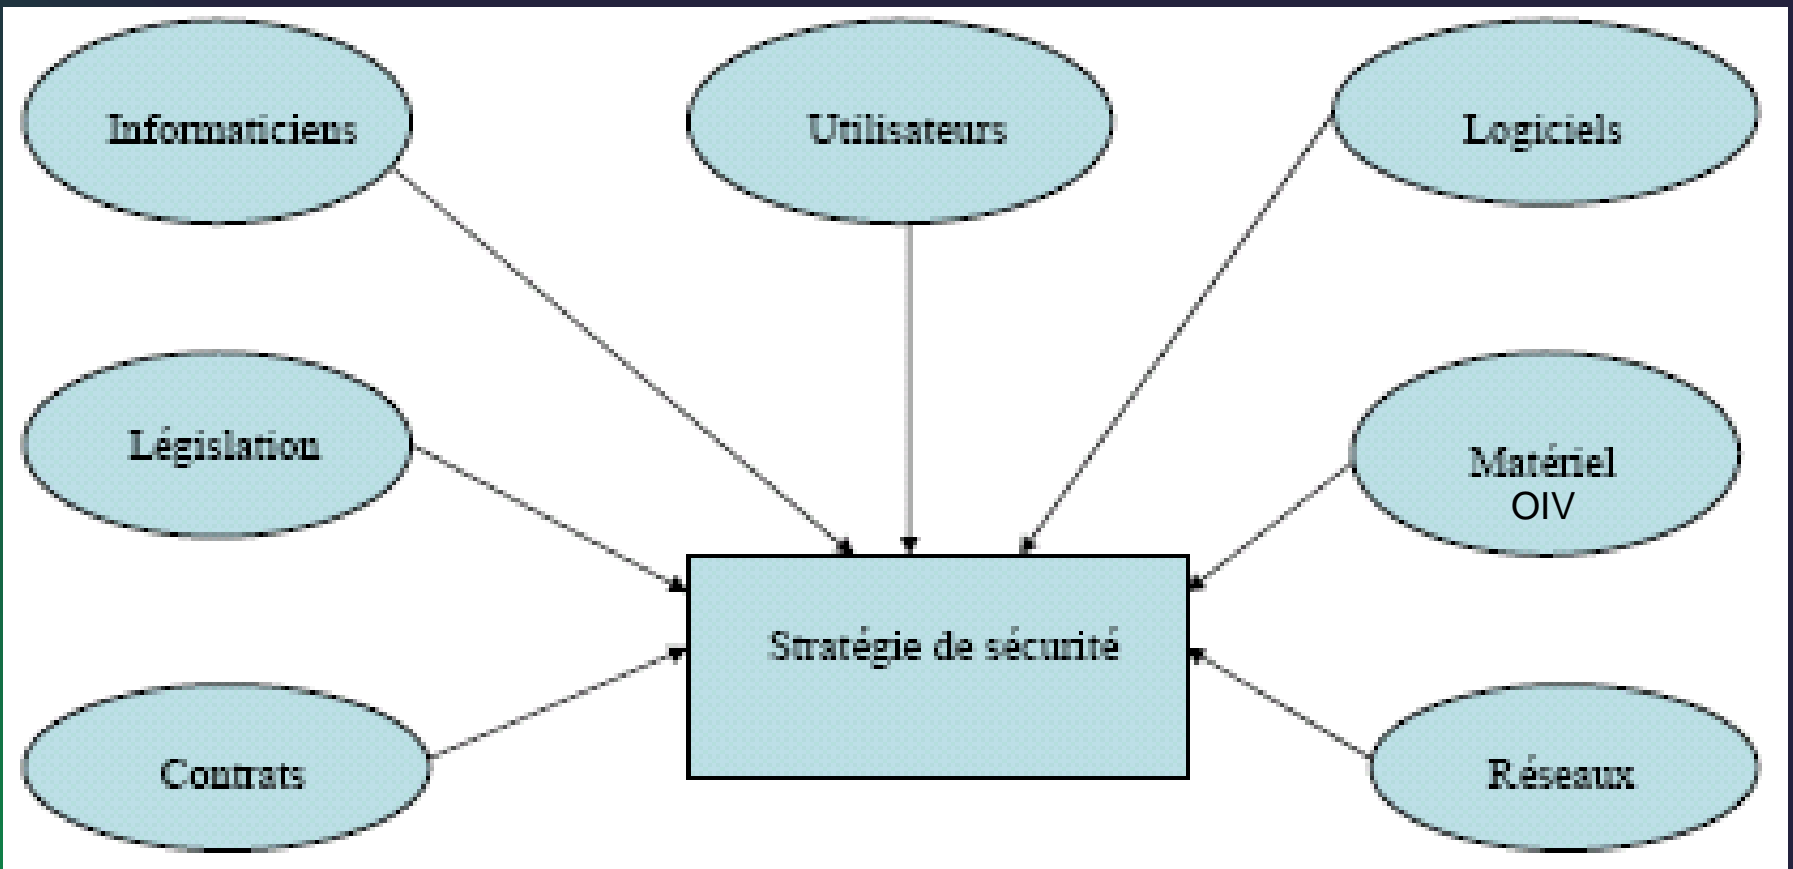 Informaticiens
Utilisateurs
Logiciels
Législation
Matériel
OIV
Stratégie de sécurité
Contrats
Réseaux